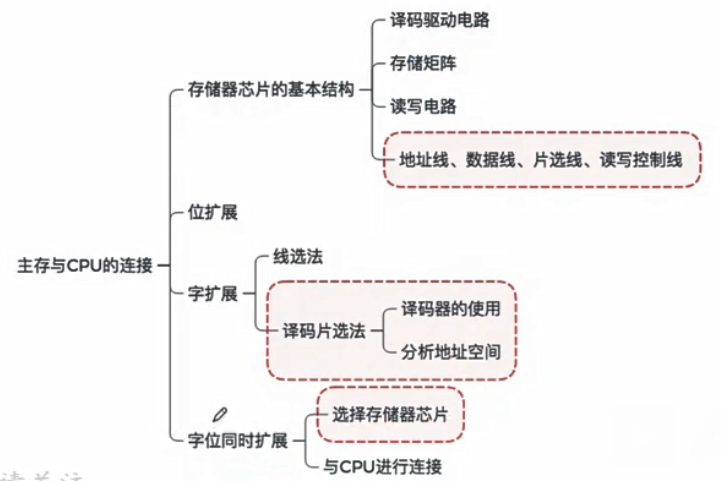 译码驱动电路
存储器芯片的基本结构
存储矩阵
读写电路
地址线、数据线、片选线、读写控制线
位扩展
主存与CPU的连接
线选法
字扩展
译码片选法
译码器的使用
分析地址空间
选择存储器芯片
字位同时扩展
与CPU进行连接